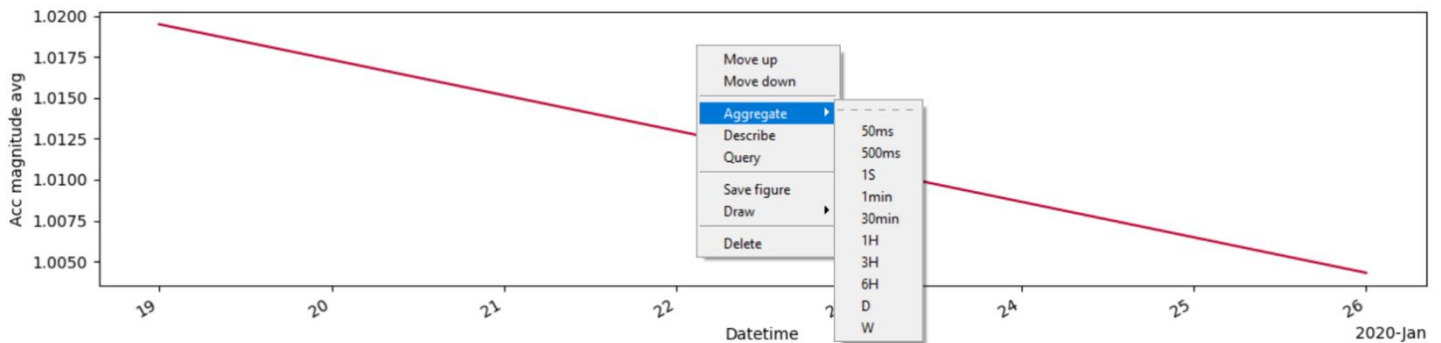 1.0200
1.0175
1.0150
1.0125
1.0100
1.0075
1.0050
Acc magnitude avg
Move up
Move down
Aggregate
Describe
Query
Save figure
Draw
Delete
50ms
500ms
1S
1min
30min
1H
3H
6H
D
W
19
20
21
22
24
25
26
Datetime
2020-Jan